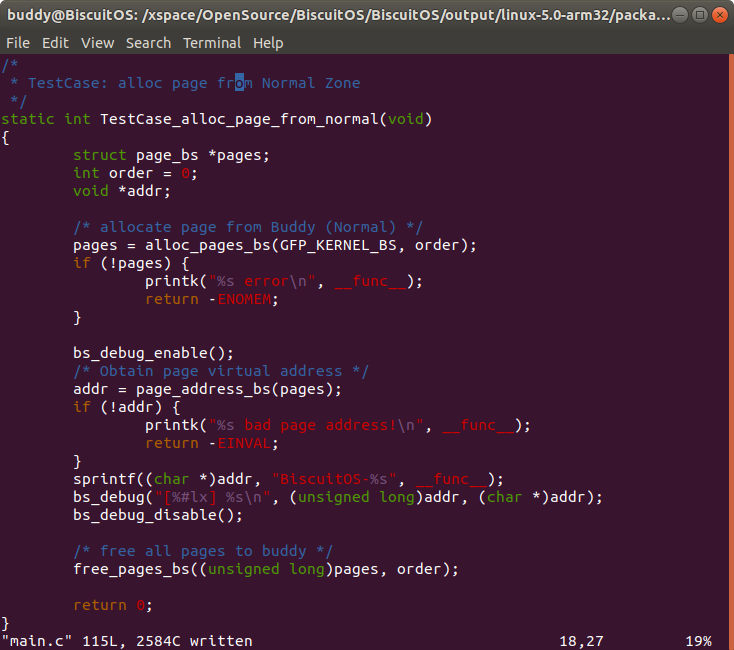 buddy@BiscuitOS: /xspace/OpenSource/BiscuitOS/BiscuitOS/output/linux-5.0-arm32/packa...
File Edit View Search Terminal Help
/*
 * TestCase: alloc page from Normal Zone
 */
static int TestCase_alloc_page_from_normal(void)
{
        struct page_bs *pages;
        int order = 0;
        void *addr;

        /* allocate page from Buddy (Normal) */
        pages = alloc_pages_bs(GFP_KERNEL_BS, order);
        if (!pages) {
                printk("%s error\n", __func__);
                return -ENOMEM;
        }

        bs_debug_enable();
        /* Obtain page virtual address */
        addr = page_address_bs(pages);
        if (!addr) {
                printk("%s bad page address!\n", __func__);
                return -EINVAL;
        }
        sprintf((char *)addr, "BiscuitOS-%s", __func__);
        bs_debug("[%#lx] %s\n", (unsigned long)addr, (char *)addr);
        bs_debug_disable();

        /* free all pages to buddy */
        free_pages_bs((unsigned long)pages, order);

        return 0;
}
"main.c" 115L, 2584C written 18,27 19%